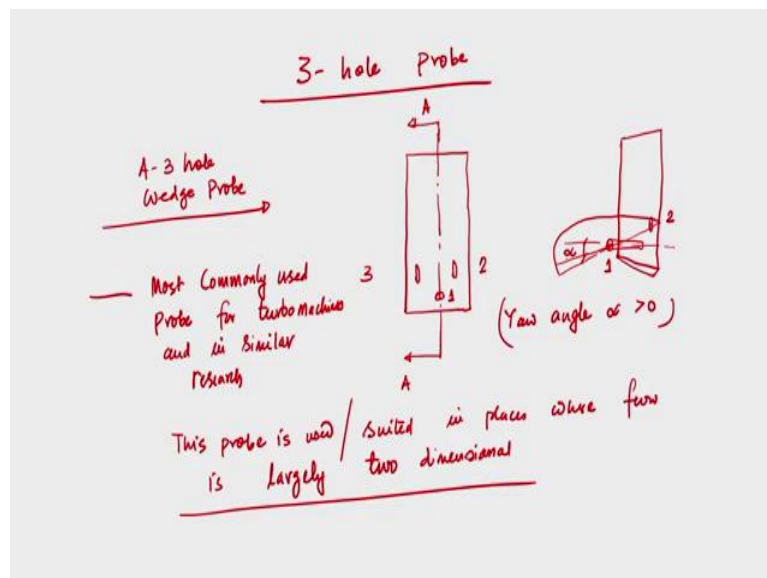 3- hole Probe
A-3 hole
Wedge Probe
Most Commonly used
Probe for turbomachines
and in similar
research
A
3
2
1
A
α
1
2
(Yaw angle α >0)
This probe is used / suited in places where flow
is largely two dimensional